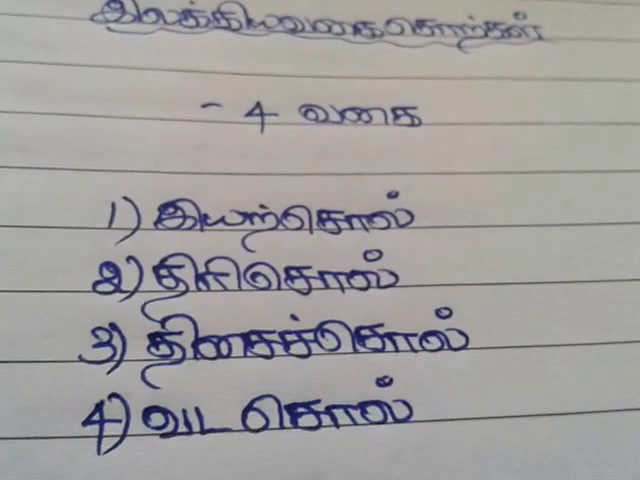 இலக்கியவகைசொற்கள்
- 4 வகை
1) இயற்சொல்
2) திரிசொல்
3) திசைச்சொல்
4) வடசொல்